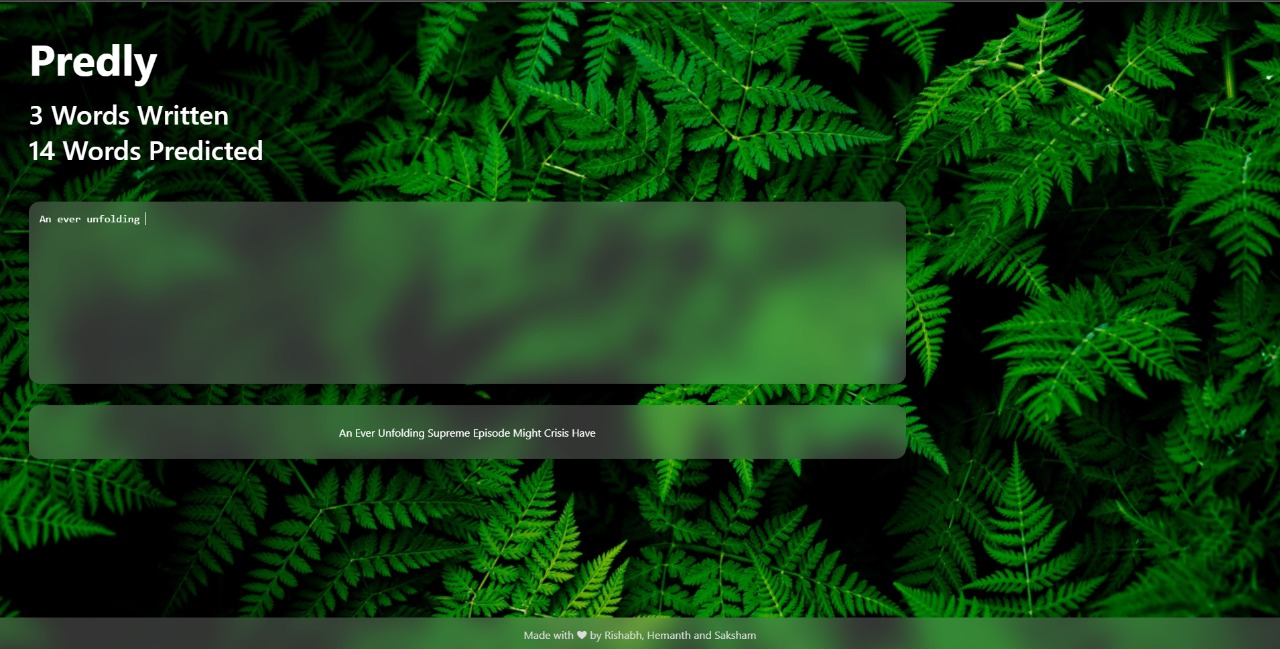 Predly
3 Words Written
14 Words Predicted
An ever unfolding
An Ever Unfolding Supreme Episode Might Crisis Have
Made with ♥ by Rishabh, Hemanth and Saksham